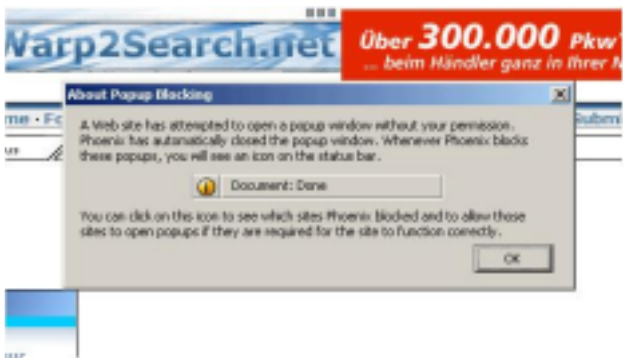 Warp2Search.net
Über 300.000 Pkw
... beim Händler ganz in Ihrer
About Popup Blocking
me · Fo
Submi
A Web site has attempted to open a popup window without your permission.
Phoenix has automatically closed the popup window. Whenever Phoenix blocks
these popups, you will see an icon on the status bar.
Document: Done
You can click on this icon to see which sites Phoenix blocked and to allow those
sites to open popups if they are required for the site to function correctly.
OK